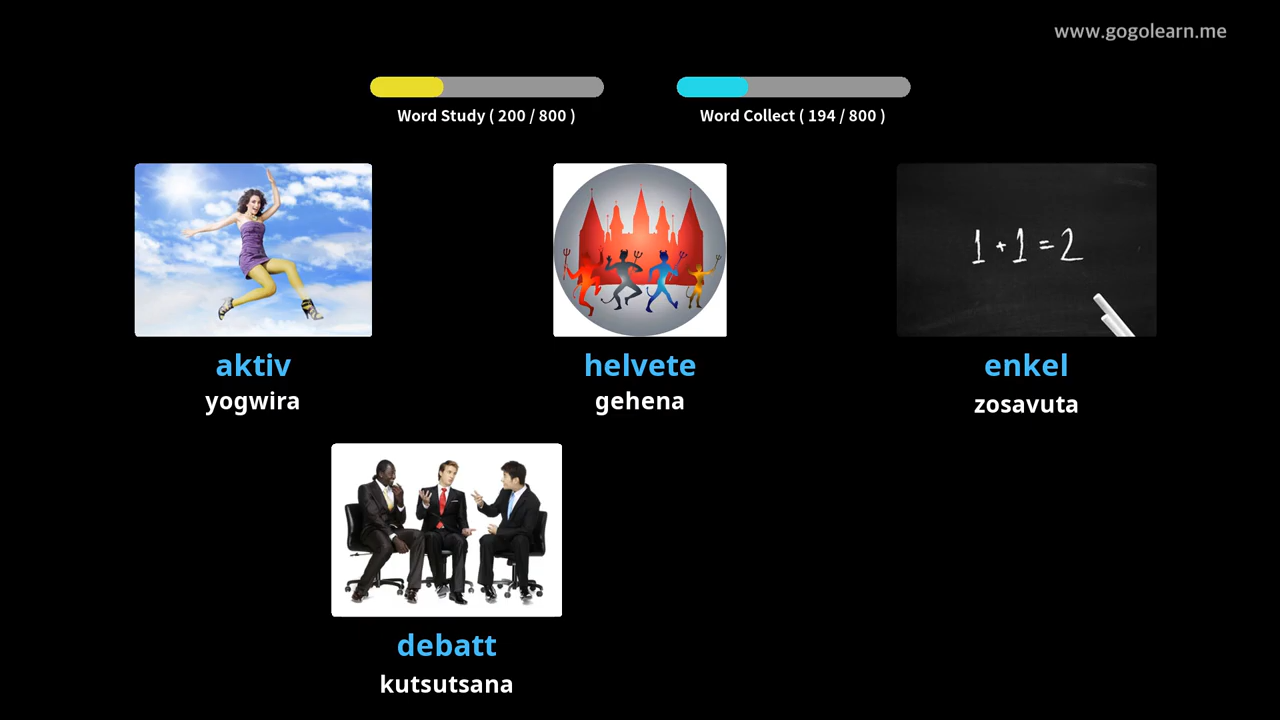 www.gogolearn.me
Word Study ( 200 / 800 )
Word Collect ( 194 / 800 )
1 + 1 = 2
aktiv
yogwira
helvete
gehena
enkel
zosavuta
debatt
kutsutsana